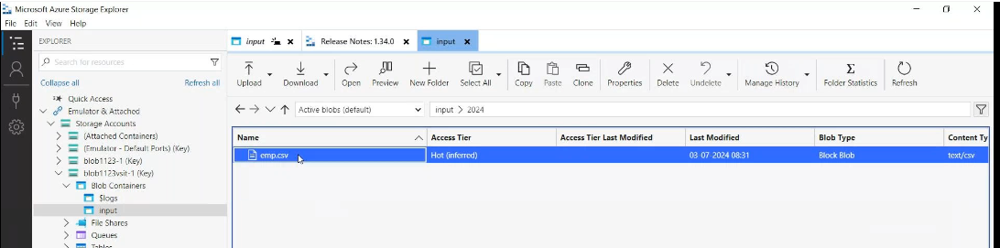 Microsoft Azure Storage Explorer
File Edit View Help
EXPLORER
Search for resources
Collapse all Refresh all
Quick Access
Emulator & Attached
Storage Accounts
(Attached Containers)
(Emulator - Default Ports) (Key)
blob1123-1 (Key)
blob1123vsit-1 (Key)
Blob Containers
$logs
input
File Shares
Queues
Tables
input Release Notes: 1.34.0 input
Upload Download Open Preview New Folder Select All Copy Paste Clone Properties Delete Undelete Manage History Folder Statistics Refresh
Active blobs (default) input > 2024
Name Access Tier Access Tier Last Modified Last Modified Blob Type Content Ty
emp.csv Hot (inferred) 03-07-2024 08:31 Block Blob text/csv